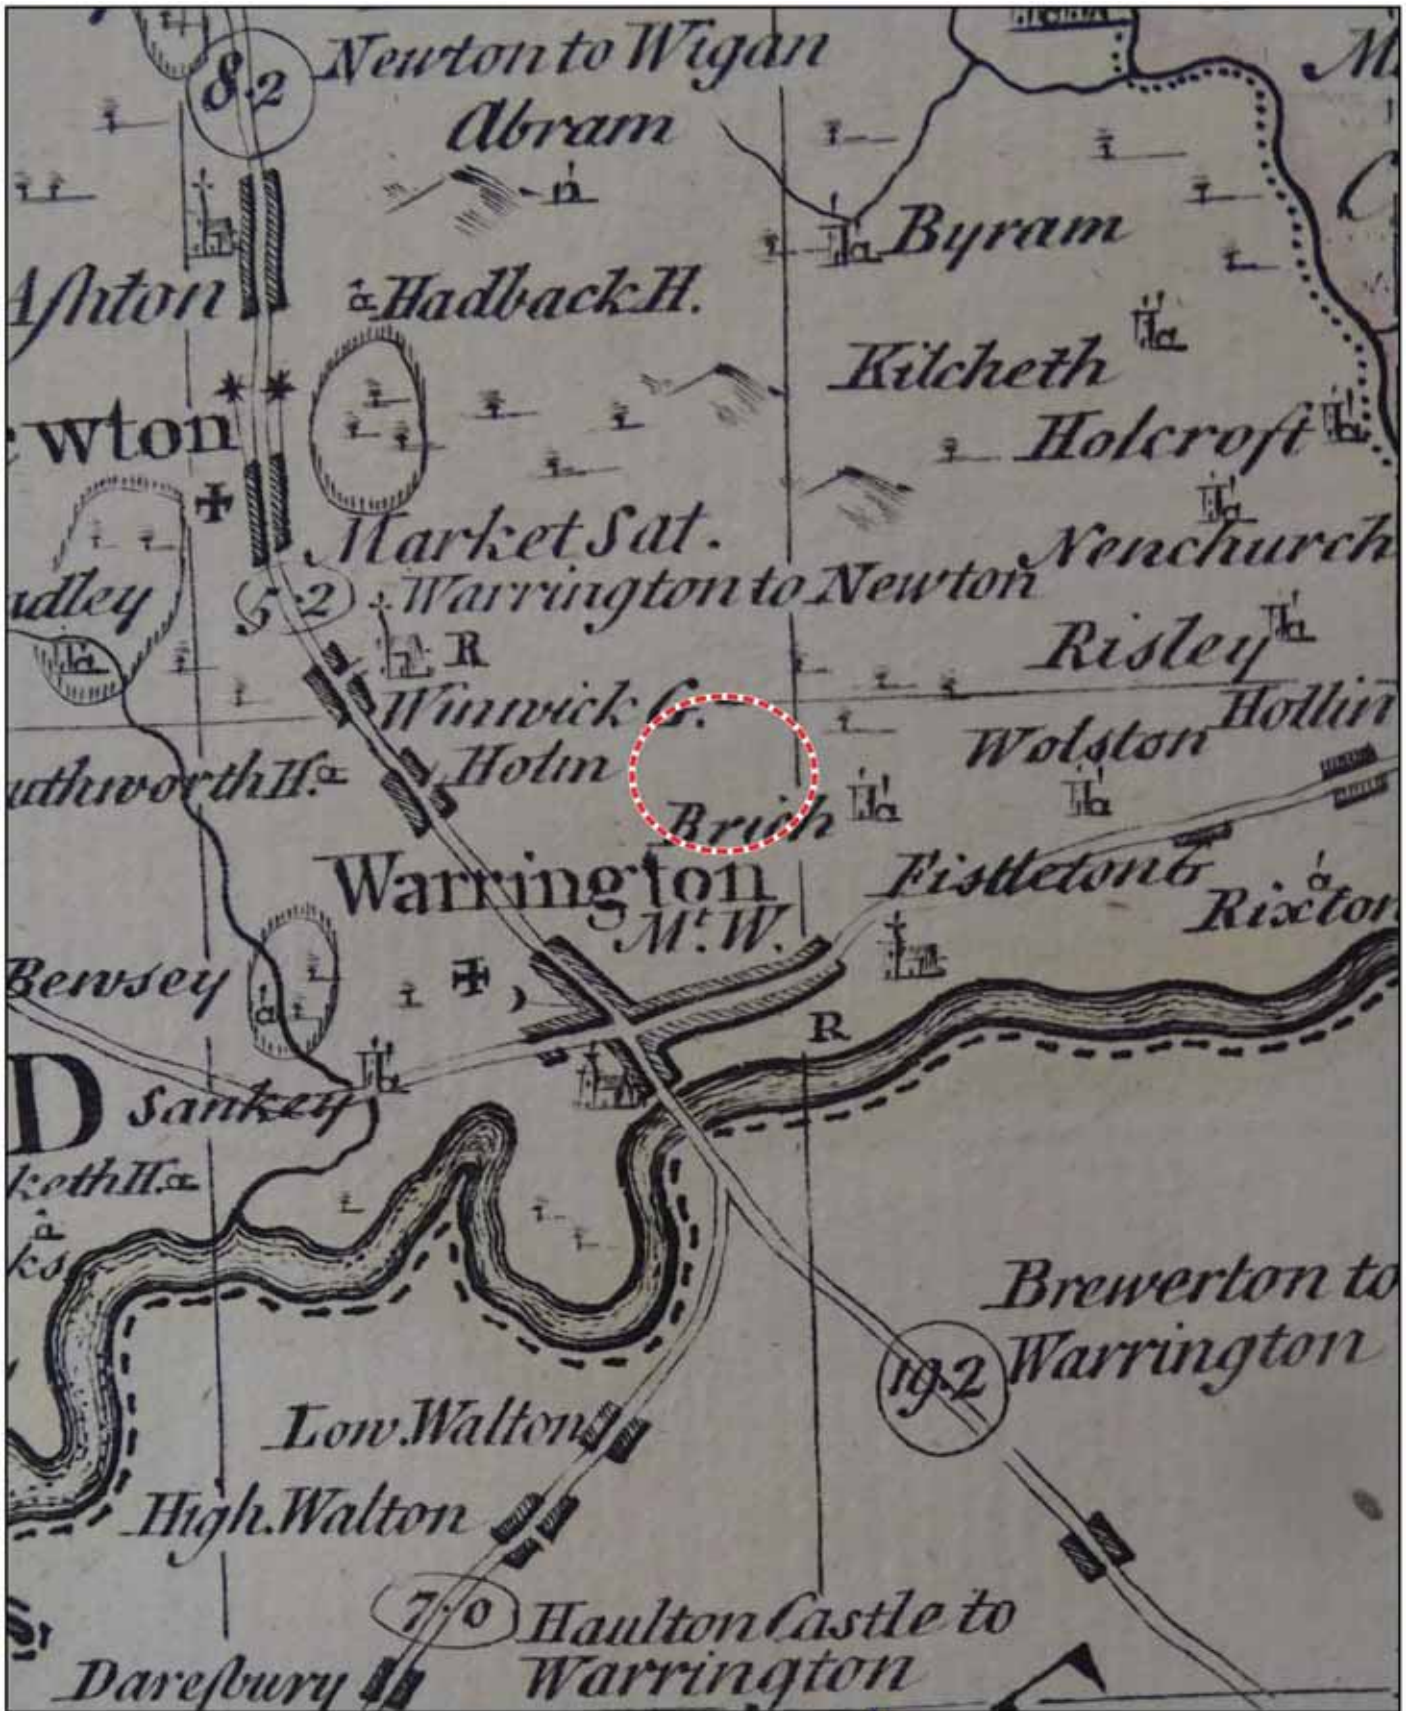 8.2
Newton to Wigan
Abram
Byram
Aſhton
Hadback H.
Kilcheth
ewton
Holcroft
Market Sat.
Nenchurch
adley
5.2
Warrington to Newton
R
Risley
Winwick G.
Hollin
uthworth H.
Holm
Wolston
Brich
Warrington
Mt. W.
Fistleton G
Rixton
Bewsey
R
D
Sankey
keth H.
ks
Brewerton to
Warrington
19.2
Low Walton
High Walton
7.0
Haulton Castle to
Warrington
Dareſbury